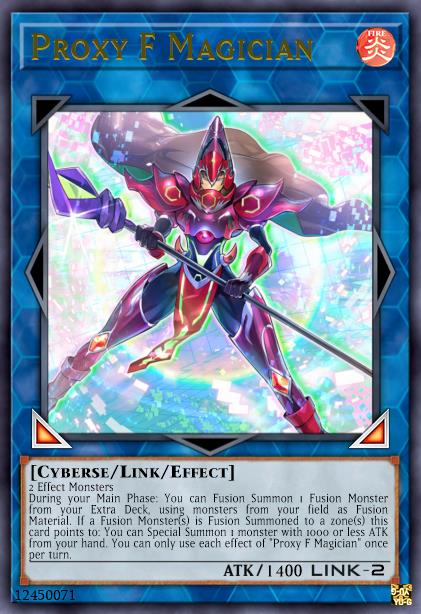 PROXY F MAGICIAN
FIRE
炎
[CYBERSE/LINK/EFFECT]
2 Effect Monsters
During your Main Phase: You can Fusion Summon 1 Fusion Monster
from your Extra Deck, using monsters from your field as Fusion
Material. If a Fusion Monster(s) is Fusion Summoned to a zone(s) this
card points to: You can Special Summon 1 monster with 1000 or less ATK
from your hand. You can only use each effect of "Proxy F Magician" once
per turn.
ATK/1400 LINK-2
12450071